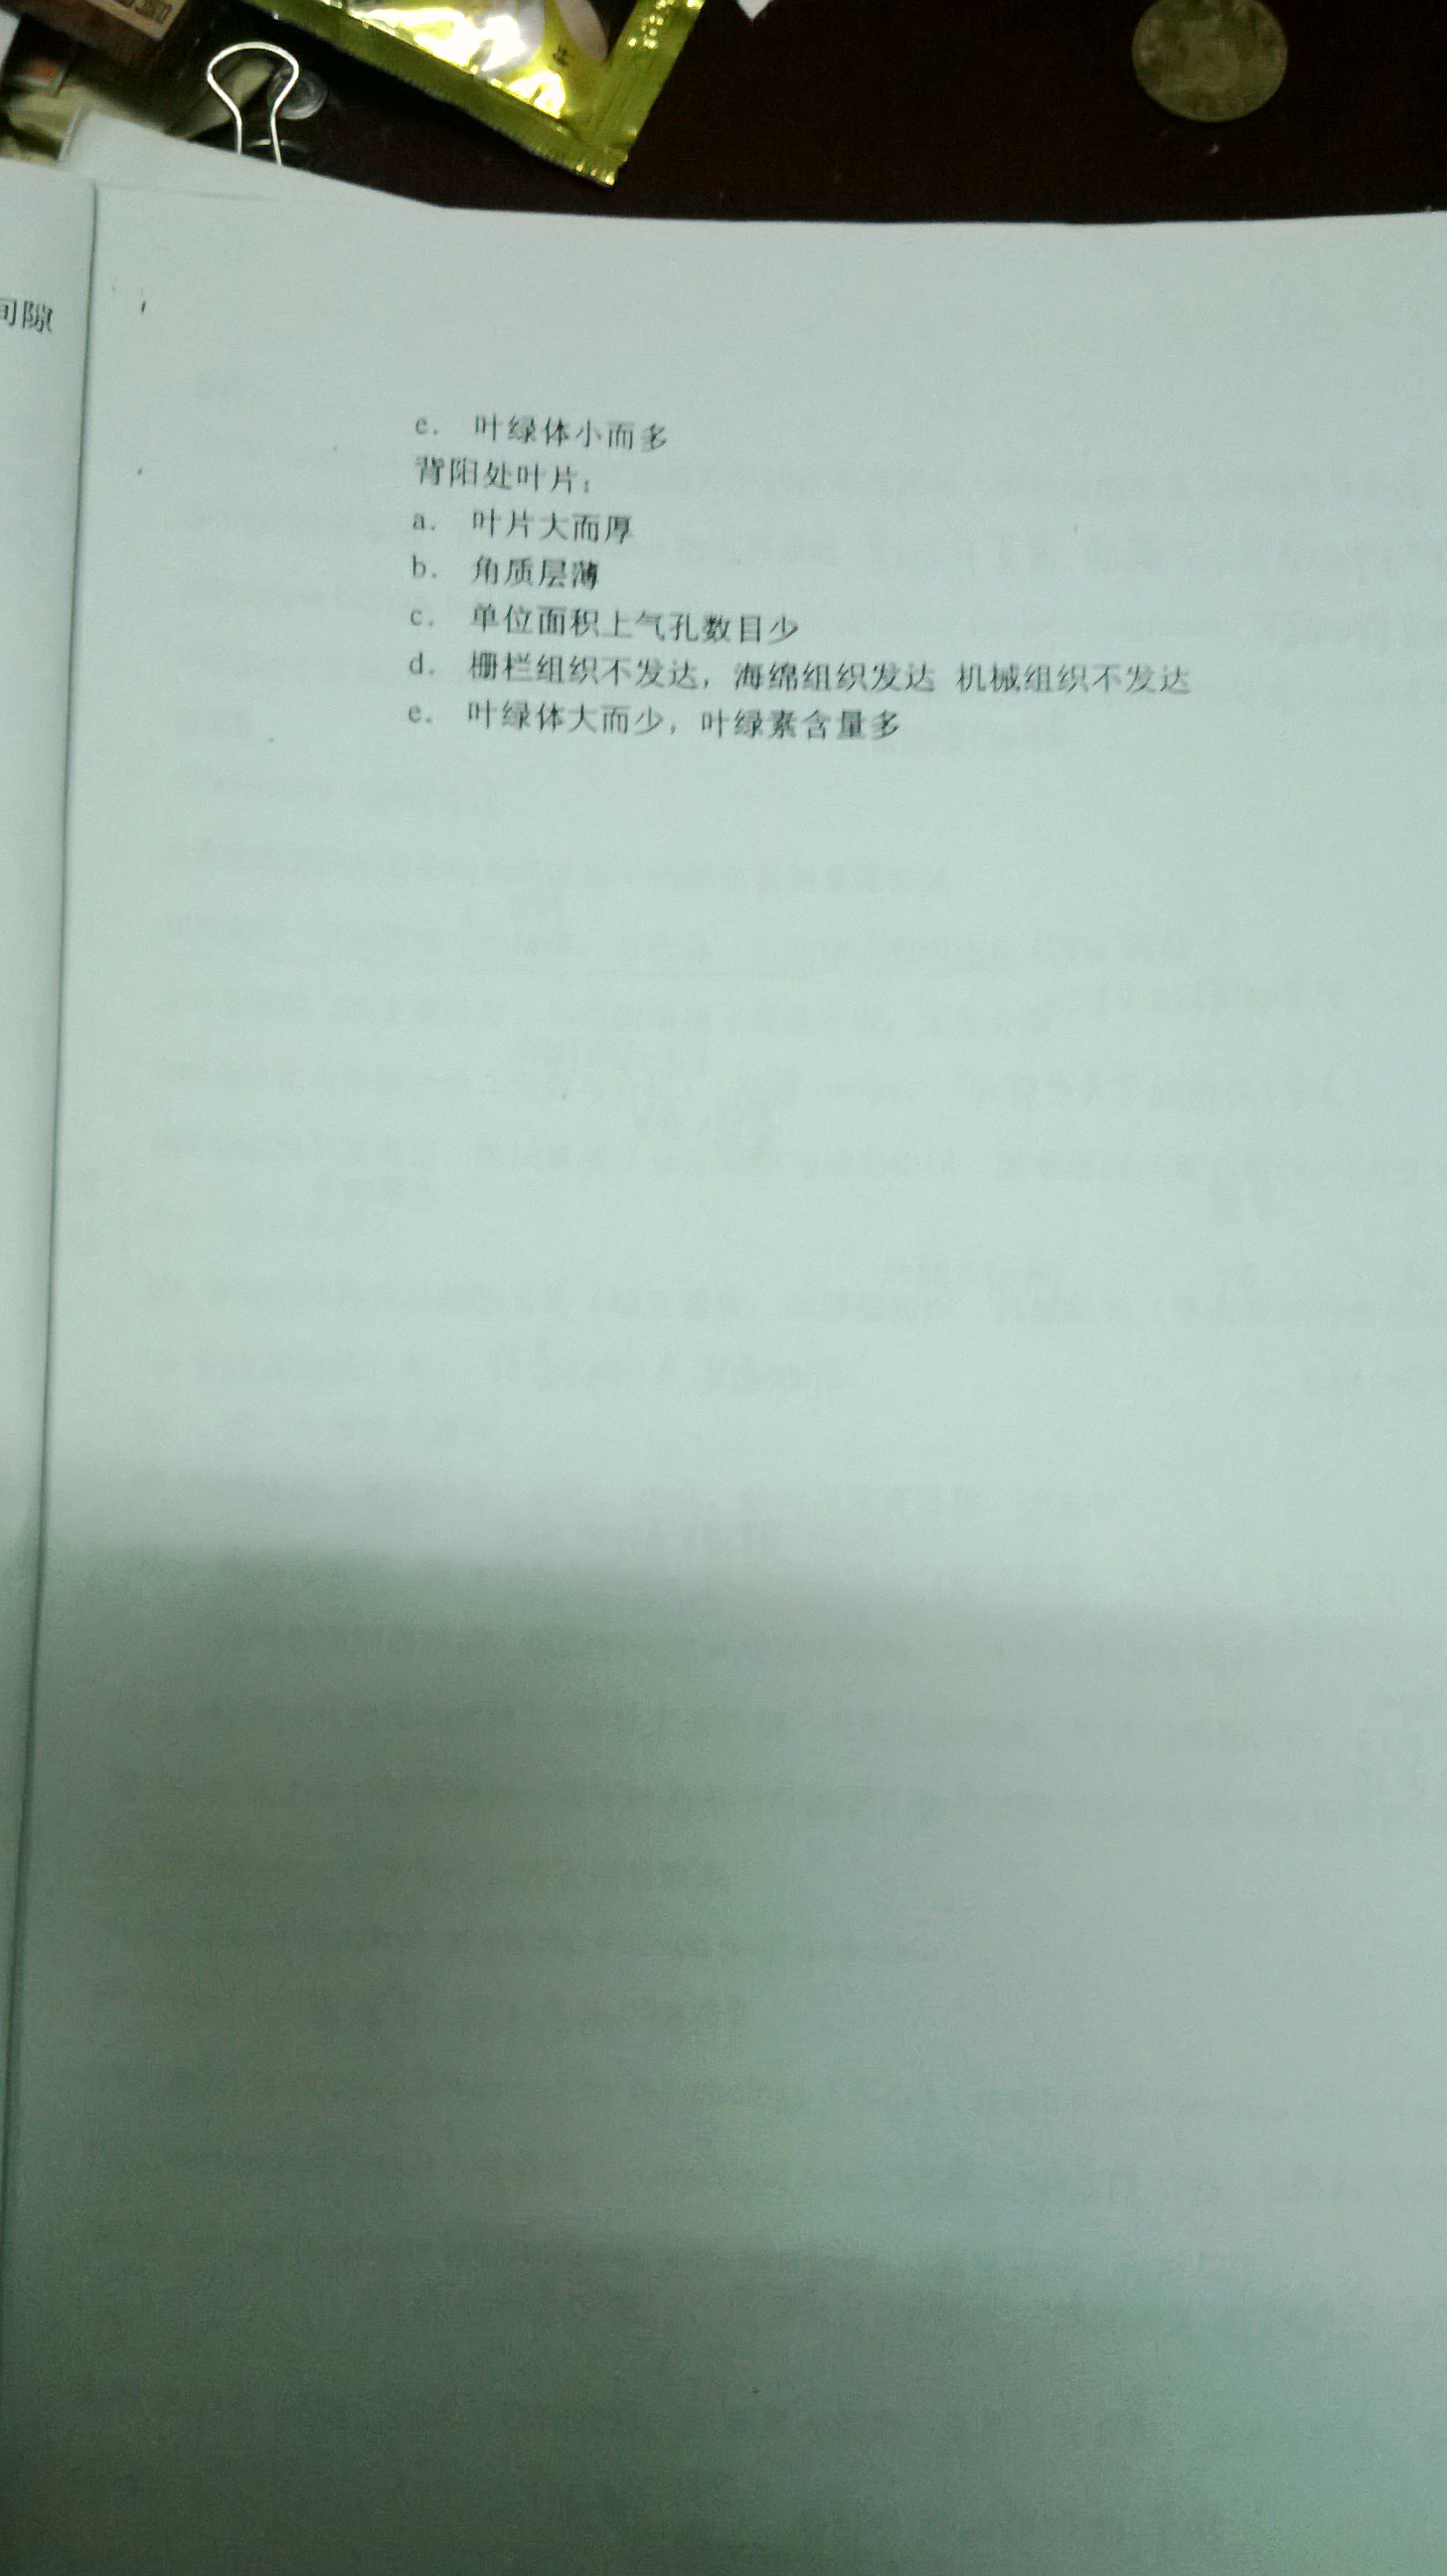 间隙
e. 叶绿体小而多
背阳处叶片：
a. 叶片大而厚
b. 角质层薄
c. 单位面积上气孔数目少
d. 栅栏组织不发达，海绵组织发达 机械组织不发达
e. 叶绿体大而少，叶绿素含量多